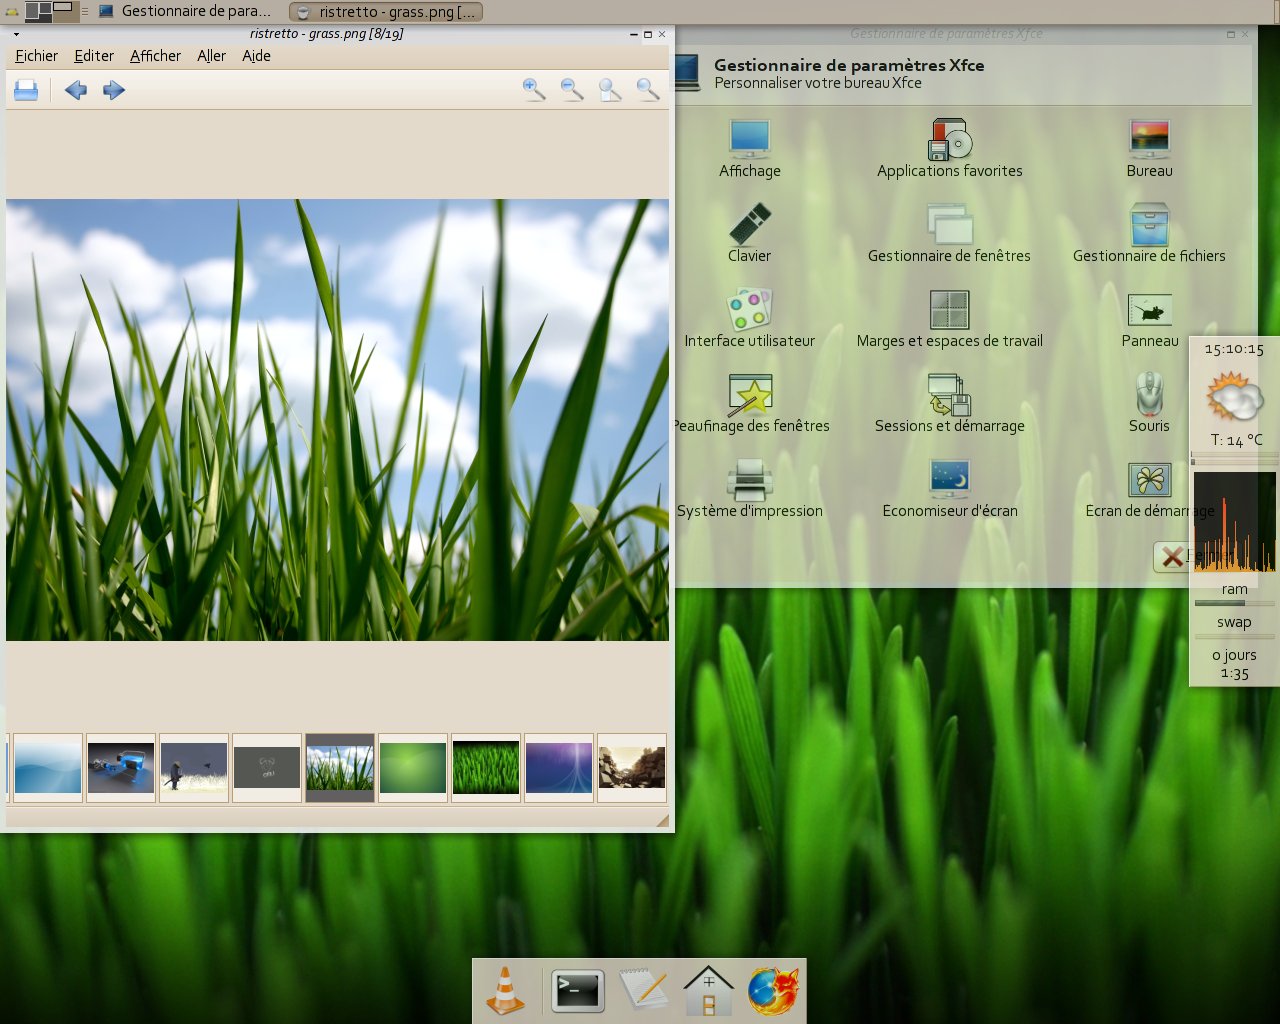 Gestionnaire de para...
ristretto - grass.png [...
ristretto - grass.png [8/19]
Fichier Editer Afficher Aller Aide
Gestionnaire de paramètres Xfce
Gestionnaire de paramètres Xfce
Personnaliser votre bureau Xfce
Affichage
Applications favorites
Bureau
Clavier
Gestionnaire de fenêtres
Gestionnaire de fichiers
Interface utilisateur
Marges et espaces de travail
Panneau
Peaufinage des fenêtres
Sessions et démarrage
Souris
Système d'impression
Economiseur d'écran
Ecran de démarrage
15:10:15
T: 14 °C
ram
swap
0 jours
1:35
>_